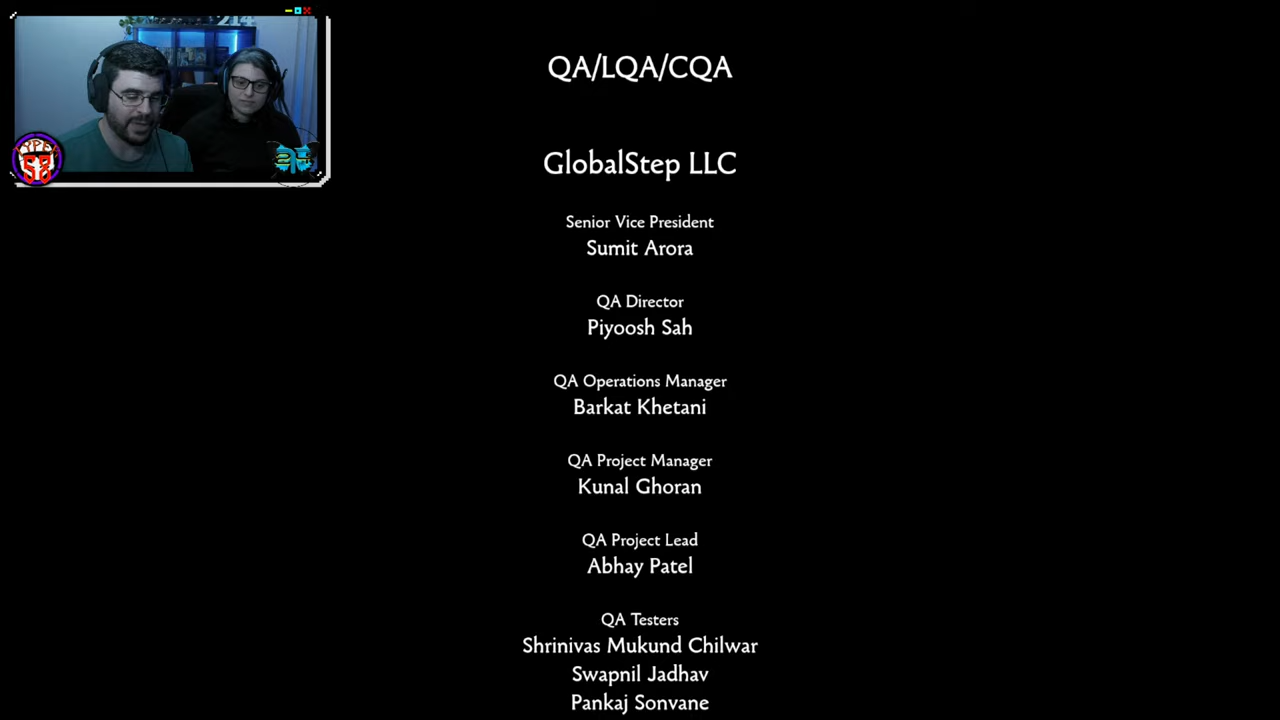 QA/LQA/CQA
GlobalStep LLC
Senior Vice President
Sumit Arora
QA Director
Piyoosh Sah
QA Operations Manager
Barkat Khetani
QA Project Manager
Kunal Ghoran
QA Project Lead
Abhay Patel
QA Testers
Shrinivas Mukund Chilwar
Swapnil Jadhav
Pankaj Sonvane